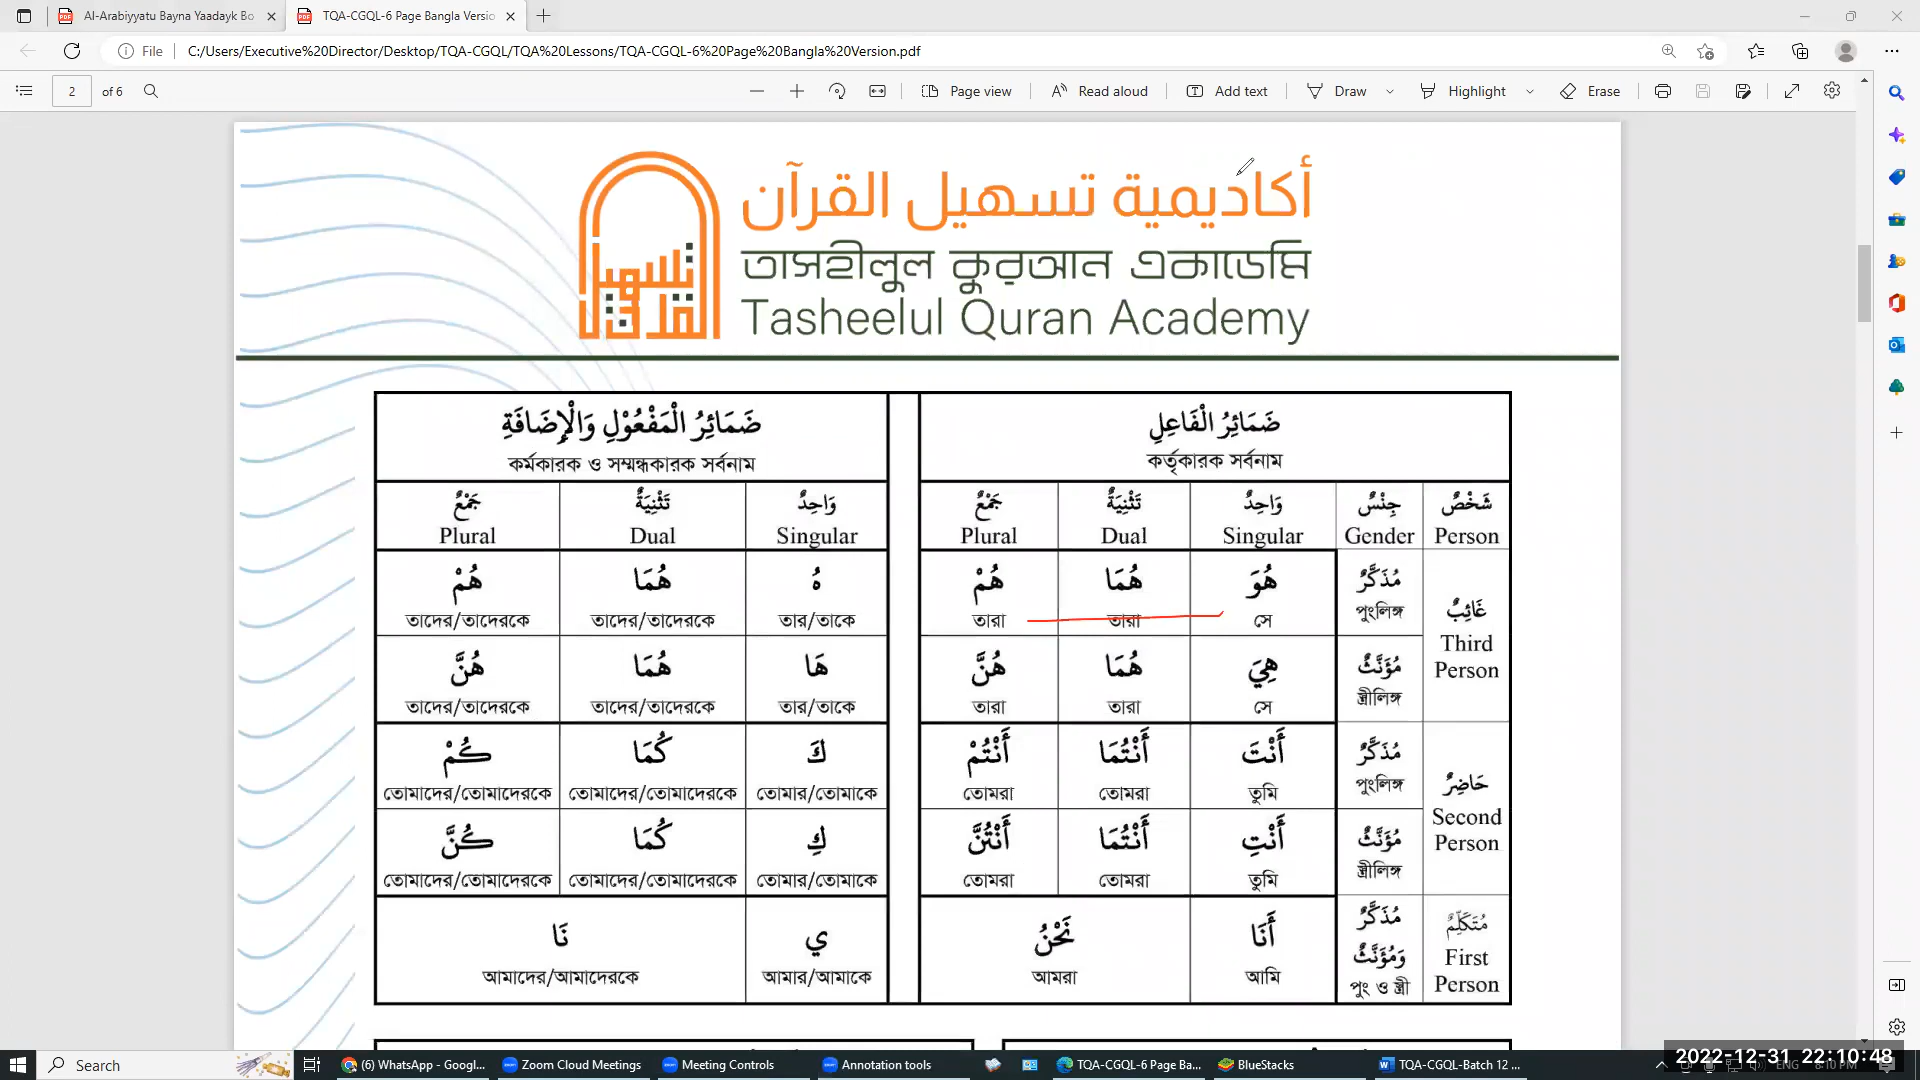 Al-Arabiyyatu Bayna Yaadayk Bo
TQA-CGQL-6 Page Bangla Versio
File
C:/Users/Executive%20Director/Desktop/TQA-CGQL/TQA%20Lessons/TQA-CGQL-6%20Page%20Bangla%20Version.pdf
2 of 6
Page view
Read aloud
Add text
Draw
Highlight
Erase
أكاديمية تسهيل القرآن
তাসহীলুল কুরআন একাডেমি
Tasheelul Quran Academy
ضَمَائِرُ الْمَفْعُوْلِ وَالْإِضَافَةِ ضَمَائِرُ الْفَاعِلِ
কর্মকারক ও সম্মন্ধকারক সর্বনাম কর্তৃকারক সর্বনাম
جَمْعٌ تَثْنِيَةٌ وَاحِدٌ جَمْعٌ تَثْنِيَةٌ وَاحِدٌ جِنْسٌ شَخْصٌ
Plural Dual Singular Plural Dual Singular Gender Person
هُمْ هُمَا هُ هُمْ هُمَا هُوَ مُذَكَّرٌ
তাদের/তাদেরকে তাদের/তাদেরকে তার/তাকে তারা তারা সে পুংলিঙ্গ
غَائِبٌ
Third
Person
هُنَّ هُمَا هَا هُنَّ هُمَا هِيَ مُؤَنَّثٌ
তাদের/তাদেরকে তাদের/তাদেরকে তার/তাকে তারা তারা সে স্ত্রীলিঙ্গ
كُمْ كُمَا كَ أَنْتُمْ أَنْتُمَا أَنْتَ مُذَكَّرٌ
তোমাদের/তোমাদেরকে তোমাদের/তোমাদেরকে তোমার/তোমাকে তোমরা তোমরা তুমি পুংলিঙ্গ
حَاضِرٌ
Second
Person
كُنَّ كُمَا كِ أَنْتُنَّ أَنْتُمَا أَنْتِ مُؤَنَّثٌ
তোমাদের/তোমাদেরকে তোমাদের/তোমাদেরকে তোমার/তোমাকে তোমরা তোমরা তুমি স্ত্রীলিঙ্গ
نَا ي نَحْنُ أَنَا مُذَكَّرٌ وَمُؤَنَّثٌ
আমাদের/আমাদেরকে আমার/আমাকে আমরা আমি পুং ও স্ত্রী
مُتَكَلِّمٌ
First
Person
Search
(6) WhatsApp - Googl...
Zoom Cloud Meetings
Meeting Controls
Annotation tools
TQA-CGQL-6 Page Ba...
BlueStacks
TQA-CGQL-Batch 12 ...
ENG
8:10 PM
2022-12-31 22:10:48